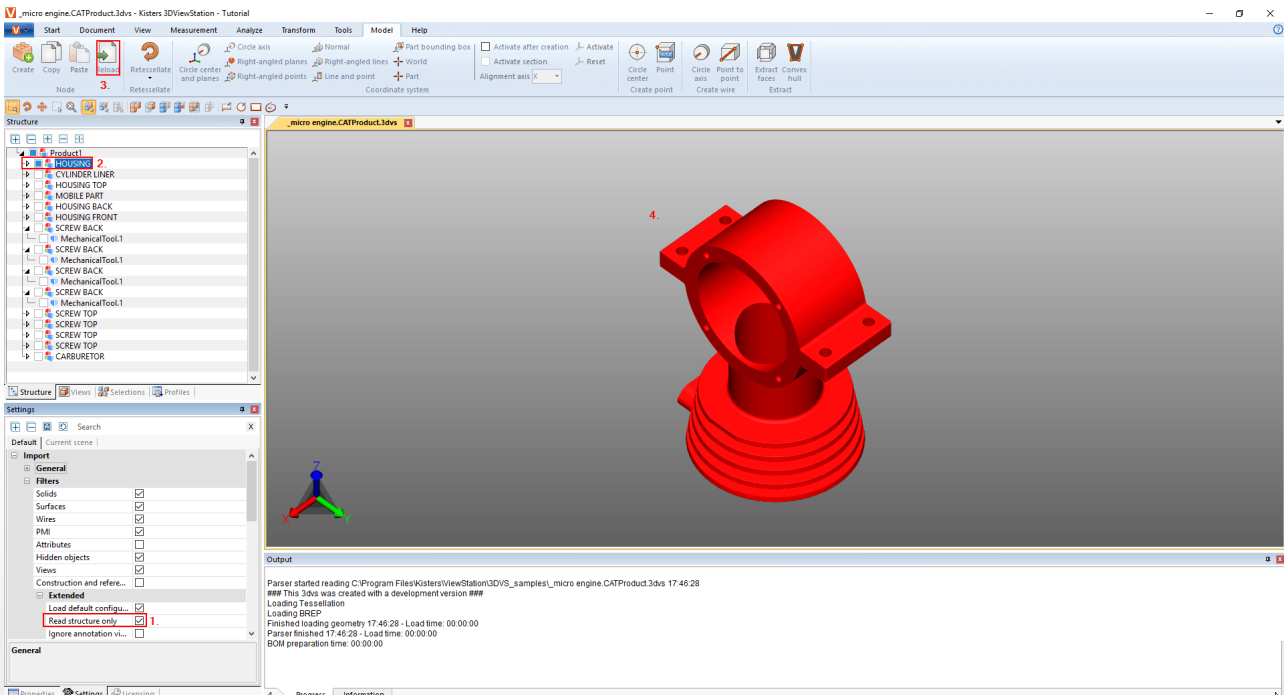 _micro engine.CATProduct.3dvs - Kisters 3DViewStation - Tutorial
Start Document View Measurement Analyze Transform Tools Model Help
Create Copy Paste Reload
3.
Node
Retessellate
Retessellate
Circle center and planes
Circle axis
Right-angled planes
Right-angled points
Normal
Right-angled lines
Line and point
Part bounding box
World
Part
Activate after creation
Activate section
Alignment axis X
Activate
Reset
Coordinate system
Circle center
Point
Create point
Circle axis
Point to point
Create wire
Extract faces
Convex hull
Extract
Structure
_micro engine.CATProduct.3dvs
Product1
HOUSING 2.
CYLINDER LINER
HOUSING TOP
MOBILE PART
HOUSING BACK
HOUSING FRONT
SCREW BACK
MechanicalTool.1
SCREW BACK
MechanicalTool.1
SCREW BACK
MechanicalTool.1
SCREW BACK
MechanicalTool.1
SCREW TOP
SCREW TOP
SCREW TOP
SCREW TOP
CARBURETOR
Structure Views Selections Profiles
4.
Z
X
Y
Settings
Search X
Default Current scene
Import
General
Filters
Solids
Surfaces
Wires
PMI
Attributes
Hidden objects
Views
Construction and refere...
Extended
Load default configu...
Read structure only 1.
Ignore annotation vi...
General
Properties Settings Licensing
Output
Parser started reading C:\Program Files\Kisters\ViewStation\3DVS_samples\_micro engine.CATProduct.3dvs 17:46:28
### This 3dvs was created with a development version ###
Loading Tessellation
Loading BREP
Finished loading geometry 17:46:28 - Load time: 00:00:00
Parser finished 17:46:28 - Load time: 00:00:00
BOM preparation time: 00:00:00
Progress Information